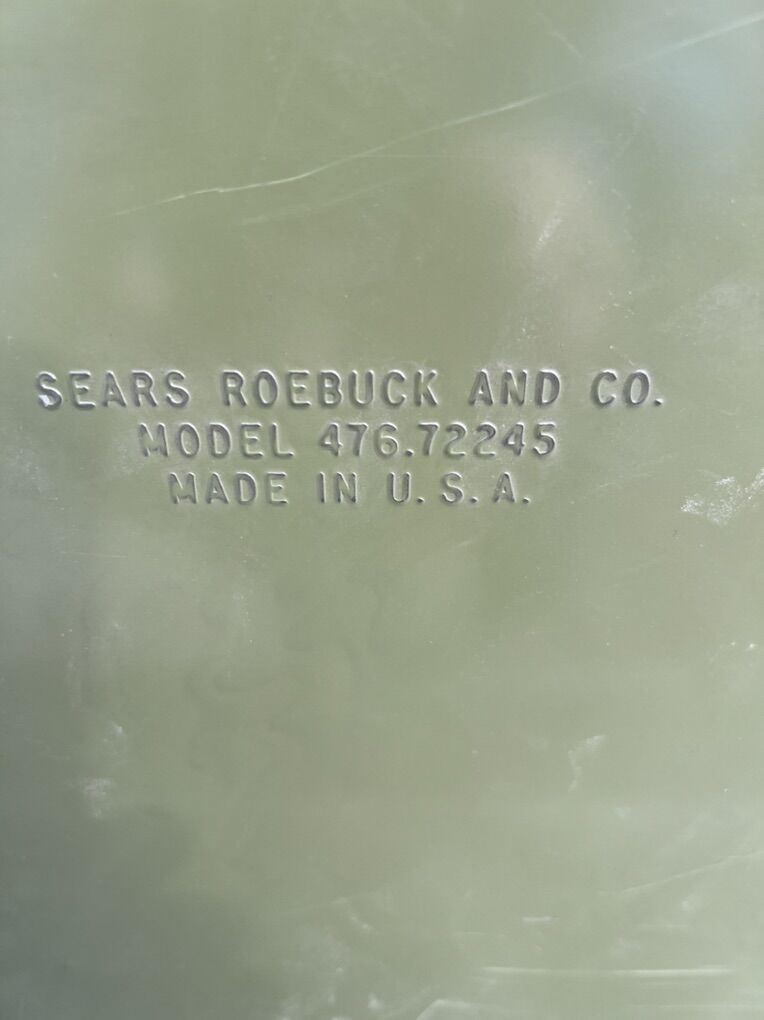 SEARS ROEBUCK AND CO.
MODEL 476.72245
MADE IN U.S.A.